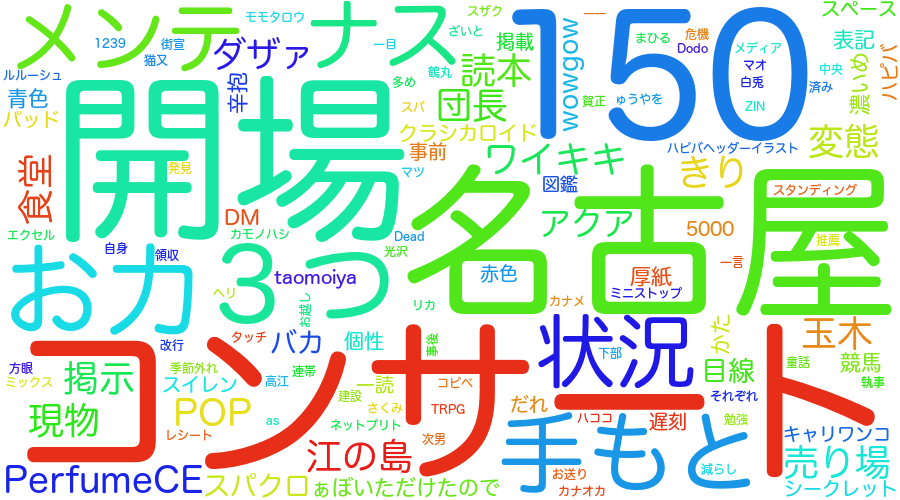 メンテナス
150
スペース
モモタロウ
スザク
1239
街宣
猫又
一目
ざいと
掲載
wowgow
まひる
危機
Dodo
メディア
マオ
白兎
表記
ハピバ
ルルーシュ
ダザァ
辛抱
多め
鶴丸
読本
賀正
ゅうやを
ZIN
中央
済み
濃いめ
青色
バッド
開場
スパ
団長
クラシカロイド
ハピバヘッダーイラスト
変態
食堂
発見
事前
マツ
ワイキキ
図鑑
きり
スタンディング
DM
カモノハシ
Dead
名古屋
アクア
5000
推薦
エクセル
自身
領収
光沢
お力
3つ
taomoiya
赤色
厚紙
一言
ミニストップ
ヘリ
お越し
リカ
カナメ
改行
タッチ
バカ
個性
事後
状況
下部
かた
玉木
方眼
ミックス
掲示
季節外れ
スイレン
高江
連帯
コンサート
目線
童話
競馬
執事
現物
POP
建設
一読
さくみ
コピペ
TRPG
だれ
ハココ
遅刻
それぞれ
勉強
レシート
as
ネットプリト
次男
手もと
キャリワンコ
江の島
お送り
減らし
売り場
PerfumeCE
スパクロ
ぁぼいただけたので
カナオカ
シークレット